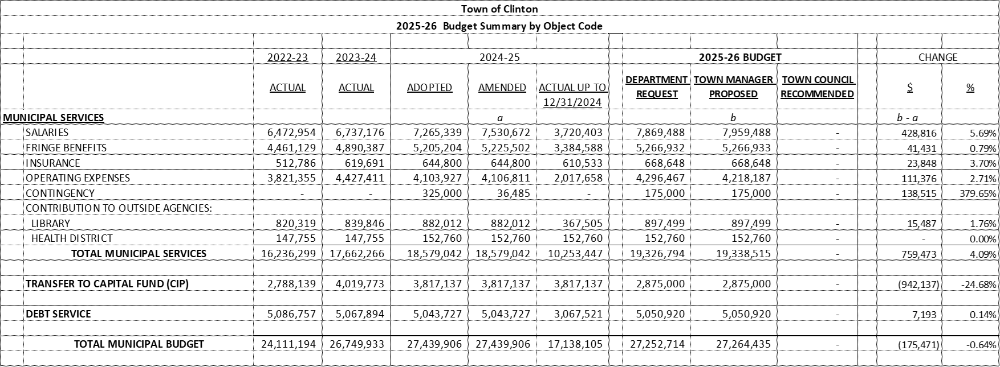 Town of Clinton
2025-26 Budget Summary by Object Code
2022-23 2023-24 2024-25 2025-26 BUDGET CHANGE
ACTUAL ACTUAL ADOPTED AMENDED ACTUAL UP TO 12/31/2024 DEPARTMENT REQUEST TOWN MANAGER PROPOSED TOWN COUNCIL RECOMMENDED $ %
MUNICIPAL SERVICES a b b - a
SALARIES 6,472,954 6,737,176 7,265,339 7,530,672 3,720,403 7,869,488 7,959,488 - 428,816 5.69%
FRINGE BENEFITS 4,461,129 4,890,387 5,205,204 5,225,502 3,384,588 5,266,932 5,266,933 - 41,431 0.79%
INSURANCE 512,786 619,630 644,800 644,800 610,533 668,648 668,648 - 23,848 3.70%
OPERATING EXPENSES 3,821,355 4,427,411 4,103,927 4,106,811 2,017,658 4,296,467 4,218,187 - 111,376 2.71%
CONTINGENCY - - 325,000 36,485 - 175,000 175,000 - 138,515 379.65%
CONTRIBUTION TO OUTSIDE AGENCIES:
LIBRARY 820,319 839,846 882,012 882,012 367,505 897,499 897,499 - 15,487 1.76%
HEALTH DISTRICT 147,755 147,755 152,760 152,760 152,760 152,760 152,760 - - 0.00%
TOTAL MUNICIPAL SERVICES 16,236,299 17,662,266 18,579,042 18,579,042 10,253,447 19,326,794 19,338,515 - 759,473 4.09%
TRANSFER TO CAPITAL FUND (CIP) 2,788,139 4,019,773 3,817,137 3,817,137 3,817,137 2,875,000 2,875,000 - (942,137) -24.68%
DEBT SERVICE 5,086,757 5,067,894 5,043,727 5,043,727 3,067,521 5,050,920 5,050,920 - 7,193 0.14%
TOTAL MUNICIPAL BUDGET 24,111,194 26,749,933 27,439,906 27,439,906 17,138,105 27,252,714 27,264,435 - (175,471) -0.64%